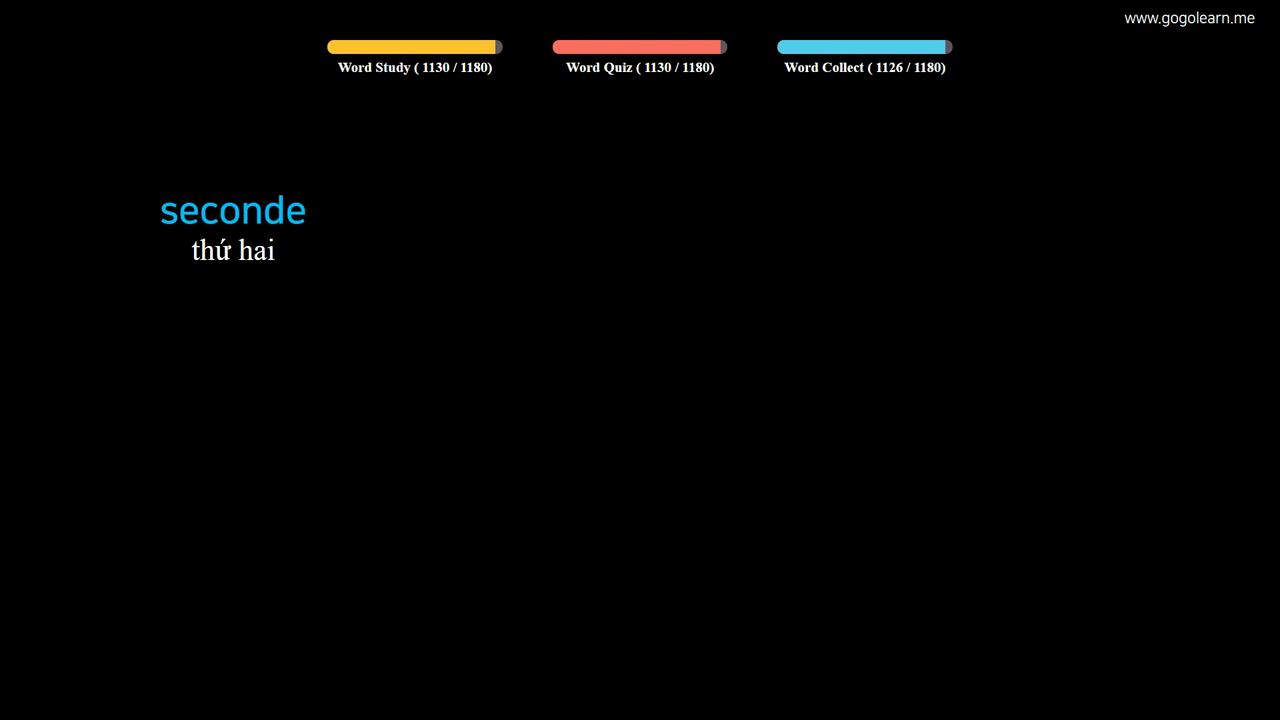 www.gogolearn.me
Word Study ( 1130 / 1180)
Word Quiz ( 1130 / 1180)
Word Collect ( 1126 / 1180)
seconde
thứ hai